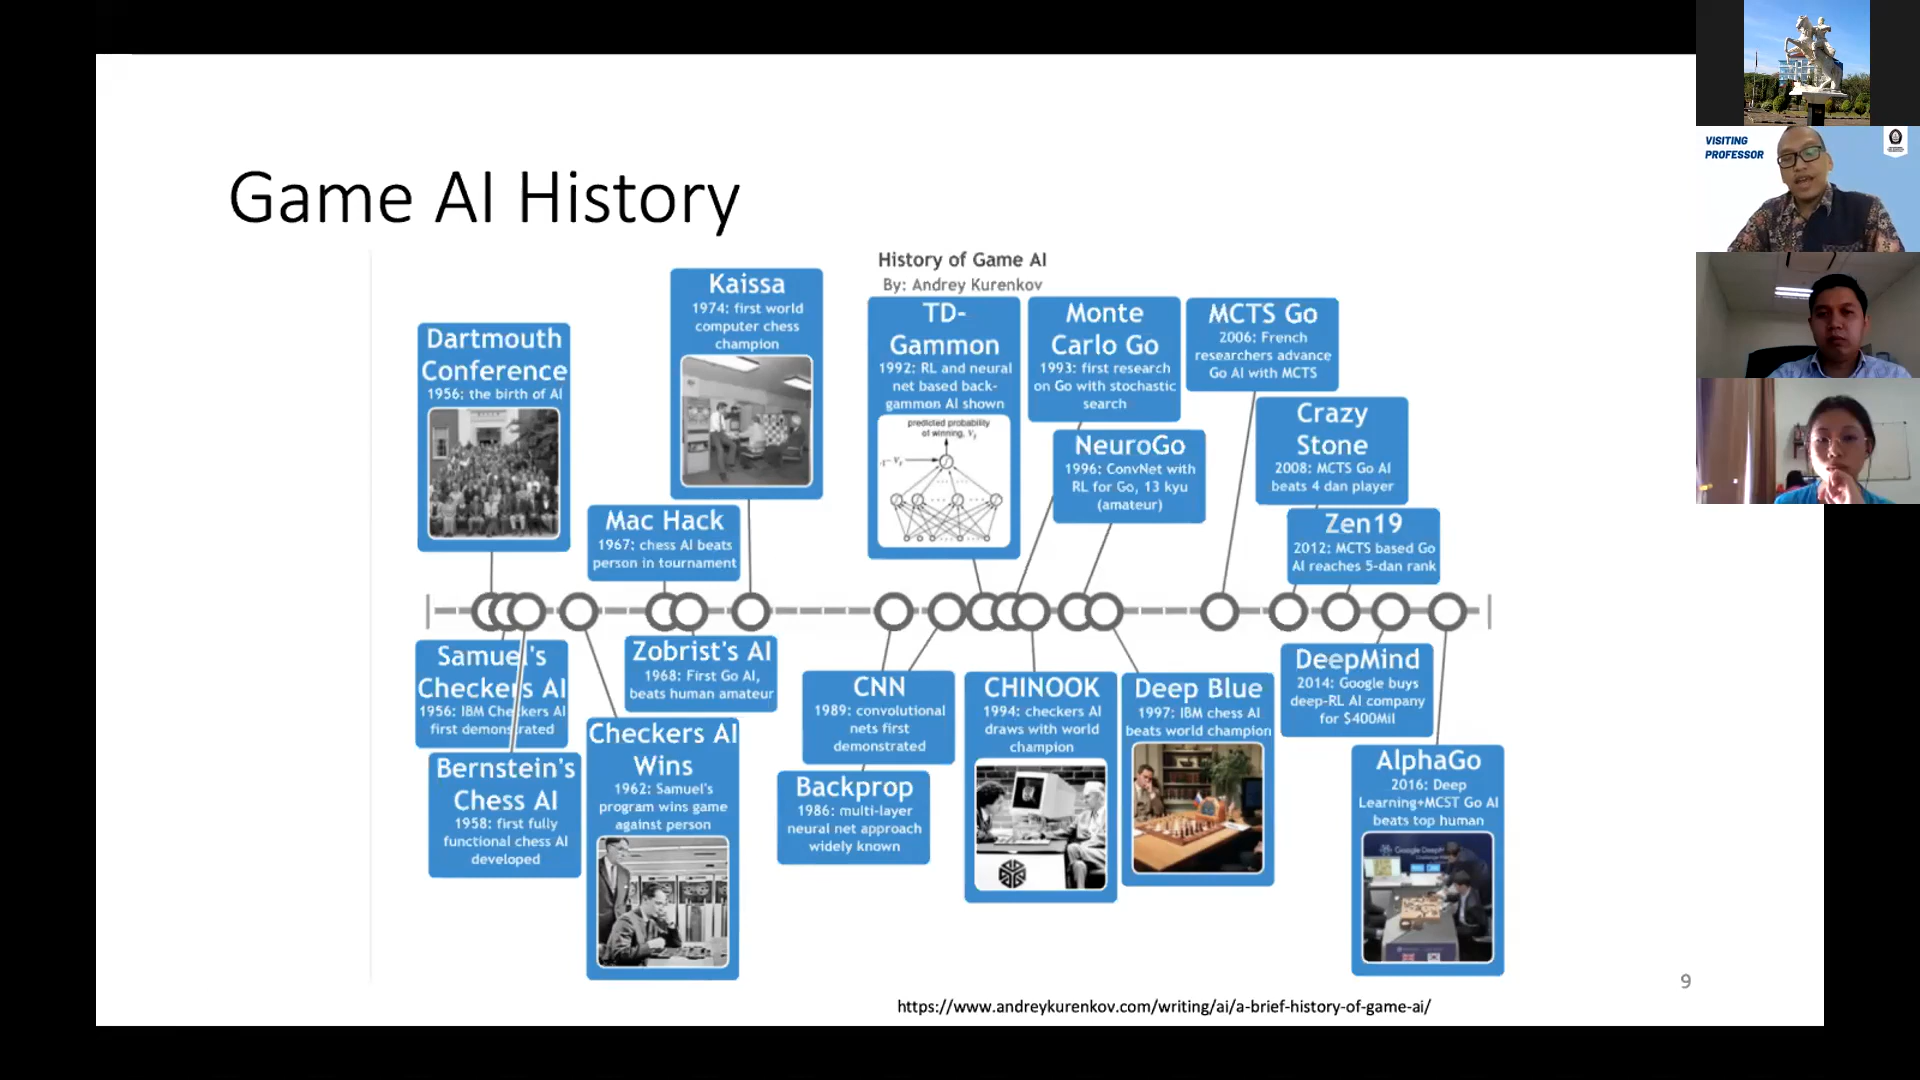 VISITING
PROFESSOR
Game AI History
History of Game AI
By: Andrey Kurenkov
Dartmouth
Conference
1956: the birth of AI
Kaissa
1974: first world
computer chess
champion
Mac Hack
1967: chess AI beats
person in tournament
TD-
Gammon
1992: RL and neural
net based back-
gammon AI shown
predicted probability
of winning, Vt
Monte
Carlo Go
1993: first research
on Go with stochastic
search
NeuroGo
1996: ConvNet with
RL for Go, 13 kyu
(amateur)
MCTS Go
2006: French
researchers advance
Go AI with MCTS
Crazy
Stone
2008: MCTS Go AI
beats 4 dan player
Zen19
2012: MCTS based Go
AI reaches 5-dan rank
Samuel's
Checkers AI
1956: IBM Checkers AI
first demonstrated
Bernstein's
Chess AI
1958: first fully
functional chess AI
developed
Zobrist's AI
1968: First Go AI,
beats human amateur
Checkers AI
Wins
1962: Samuel's
program wins game
against person
CNN
1989: convolutional
nets first
demonstrated
Backprop
1986: multi-layer
neural net approach
widely known
CHINOOK
1994: checkers AI
draws with world
champion
Deep Blue
1997: IBM chess AI
beats world champion
DeepMind
2014: Google buys
deep-RL AI company
for $400Mil
AlphaGo
2016: Deep
Learning+MCST Go AI
beats top human
9
https://www.andreykurenkov.com/writing/ai/a-brief-history-of-game-ai/